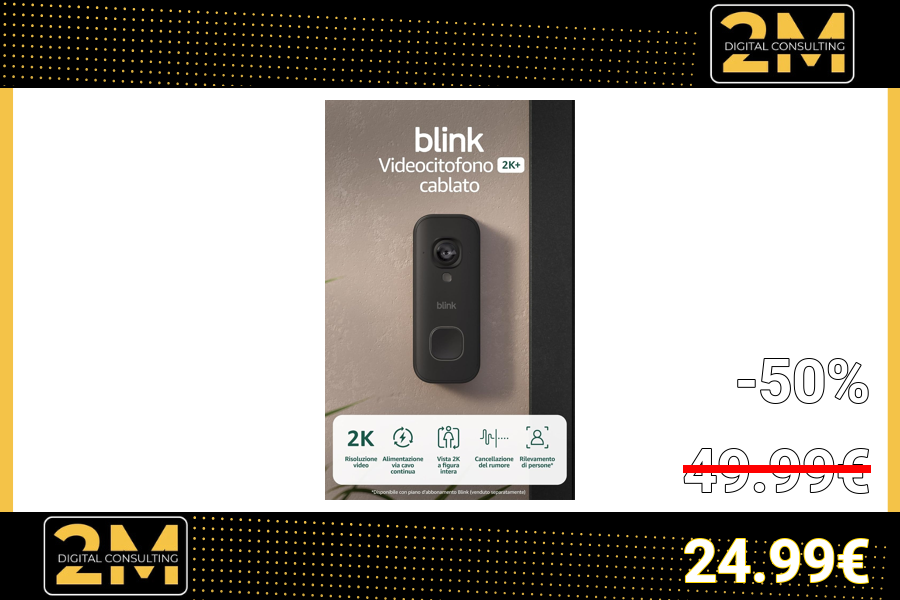 2M
DIGITAL CONSULTING
blink
Videocitofono 2K+
cablato
blink
2K
Risoluzione
video
Alimentazione
via cavo
continua
Vista 2K
a figura
intera
Cancellazione
del rumore
Rilevamento
di persone*
*Disponibile con piano d'abbonamento Blink (venduto separatamente)
-50%
49.99€
2M
DIGITAL CONSULTING
24.99€